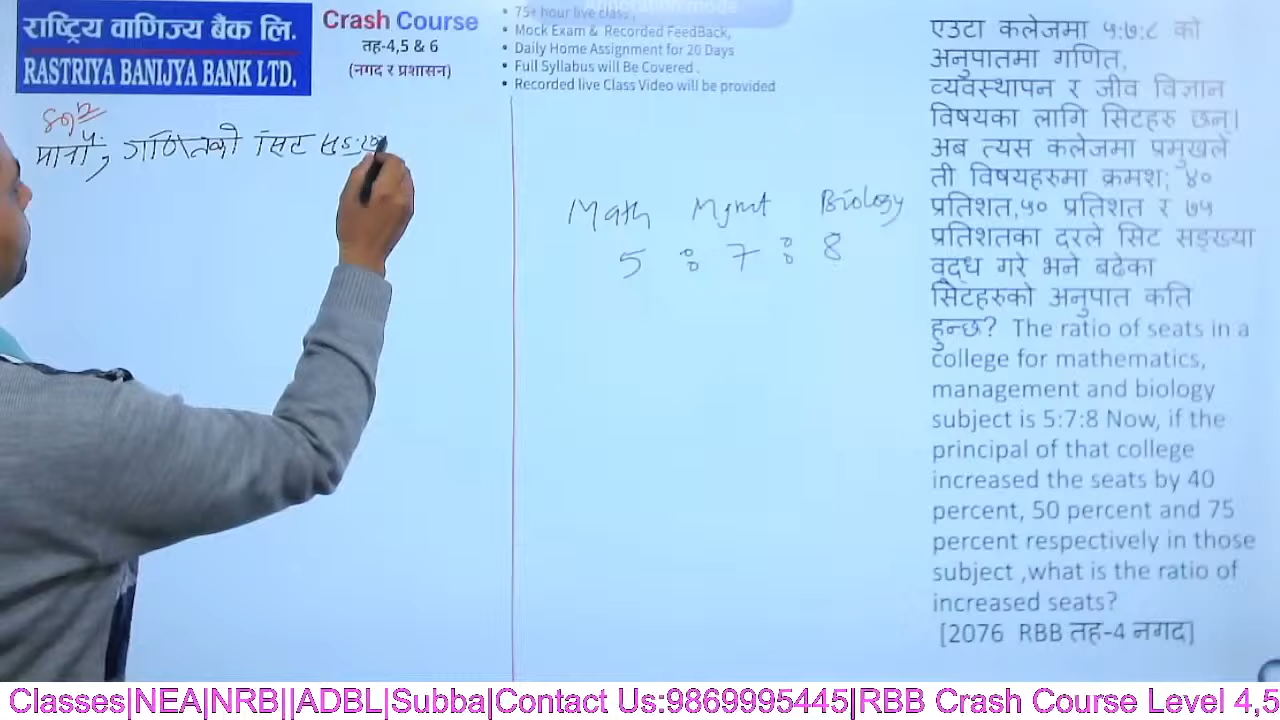 राष्ट्रिय वाणिज्य बैंक लि.
RASTRIYA BANIJYA BANK LTD.
Crash Course
तह-4,5 & 6
(नगद र प्रशासन)
• 75+ hour live class ,
• Mock Exam & Recorded FeedBack,
• Daily Home Assignment for 20 Days
• Full Syllabus will Be Covered .
• Recorded live Class Video will be provided
मानौ, गणितको सिट
Math Mgmt Biology
5 : 7 : 8
एउटा कलेजमा ५:७:८ को
अनुपातमा गणित,
व्यवस्थापन र जीव विज्ञान
विषयका लागि सिटहरु छन्।
अब त्यस कलेजमा प्रमुखले
ती विषयहरुमा क्रमश; ४०
प्रतिशत,५० प्रतिशत र ७५
प्रतिशतका दरले सिट सङ्ख्या
वृद्ध गरे भने बढेका
सिटहरुको अनुपात कति
हुन्छ? The ratio of seats in a
college for mathematics,
management and biology
subject is 5:7:8 Now, if the
principal of that college
increased the seats by 40
percent, 50 percent and 75
percent respectively in those
subject ,what is the ratio of
increased seats?
[2076 RBB तह-4 नगद]
Classes|NEA|NRB||ADBL|Subba|Contact Us:9869995445|RBB Crash Course Level 4,5